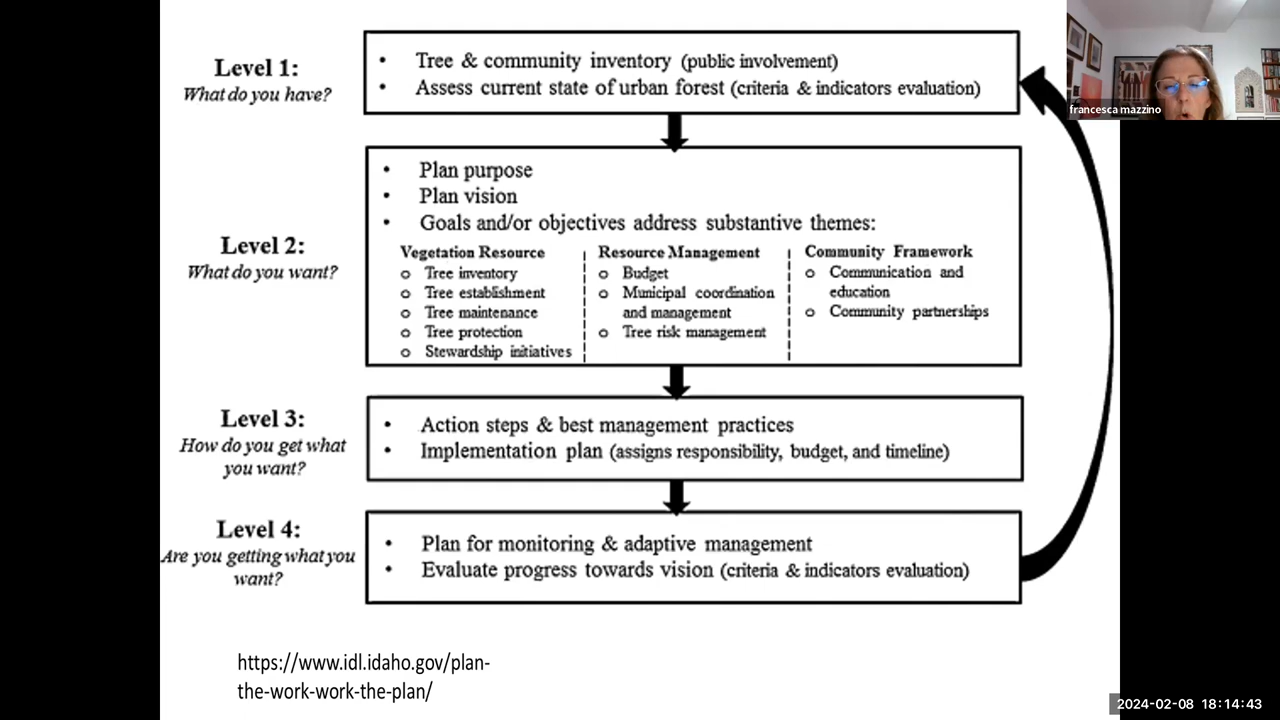 Level 1:
What do you have?
• Tree & community inventory (public involvement)
• Assess current state of urban forest (criteria & indicators evaluation)
francesca mazzino
Level 2:
What do you want?
• Plan purpose
• Plan vision
• Goals and/or objectives address substantive themes:
Vegetation Resource
o Tree inventory
o Tree establishment
o Tree maintenance
o Tree protection
o Stewardship initiatives
Resource Management
o Budget
o Municipal coordination
and management
o Tree risk management
Community Framework
o Communication and
education
o Community partnerships
Level 3:
How do you get what
you want?
• Action steps & best management practices
• Implementation plan (assigns responsibility, budget, and timeline)
Level 4:
Are you getting what you
want?
• Plan for monitoring & adaptive management
• Evaluate progress towards vision (criteria & indicators evaluation)
https://www.idl.idaho.gov/plan-
the-work-work-the-plan/
2024-02-08 18:14:43